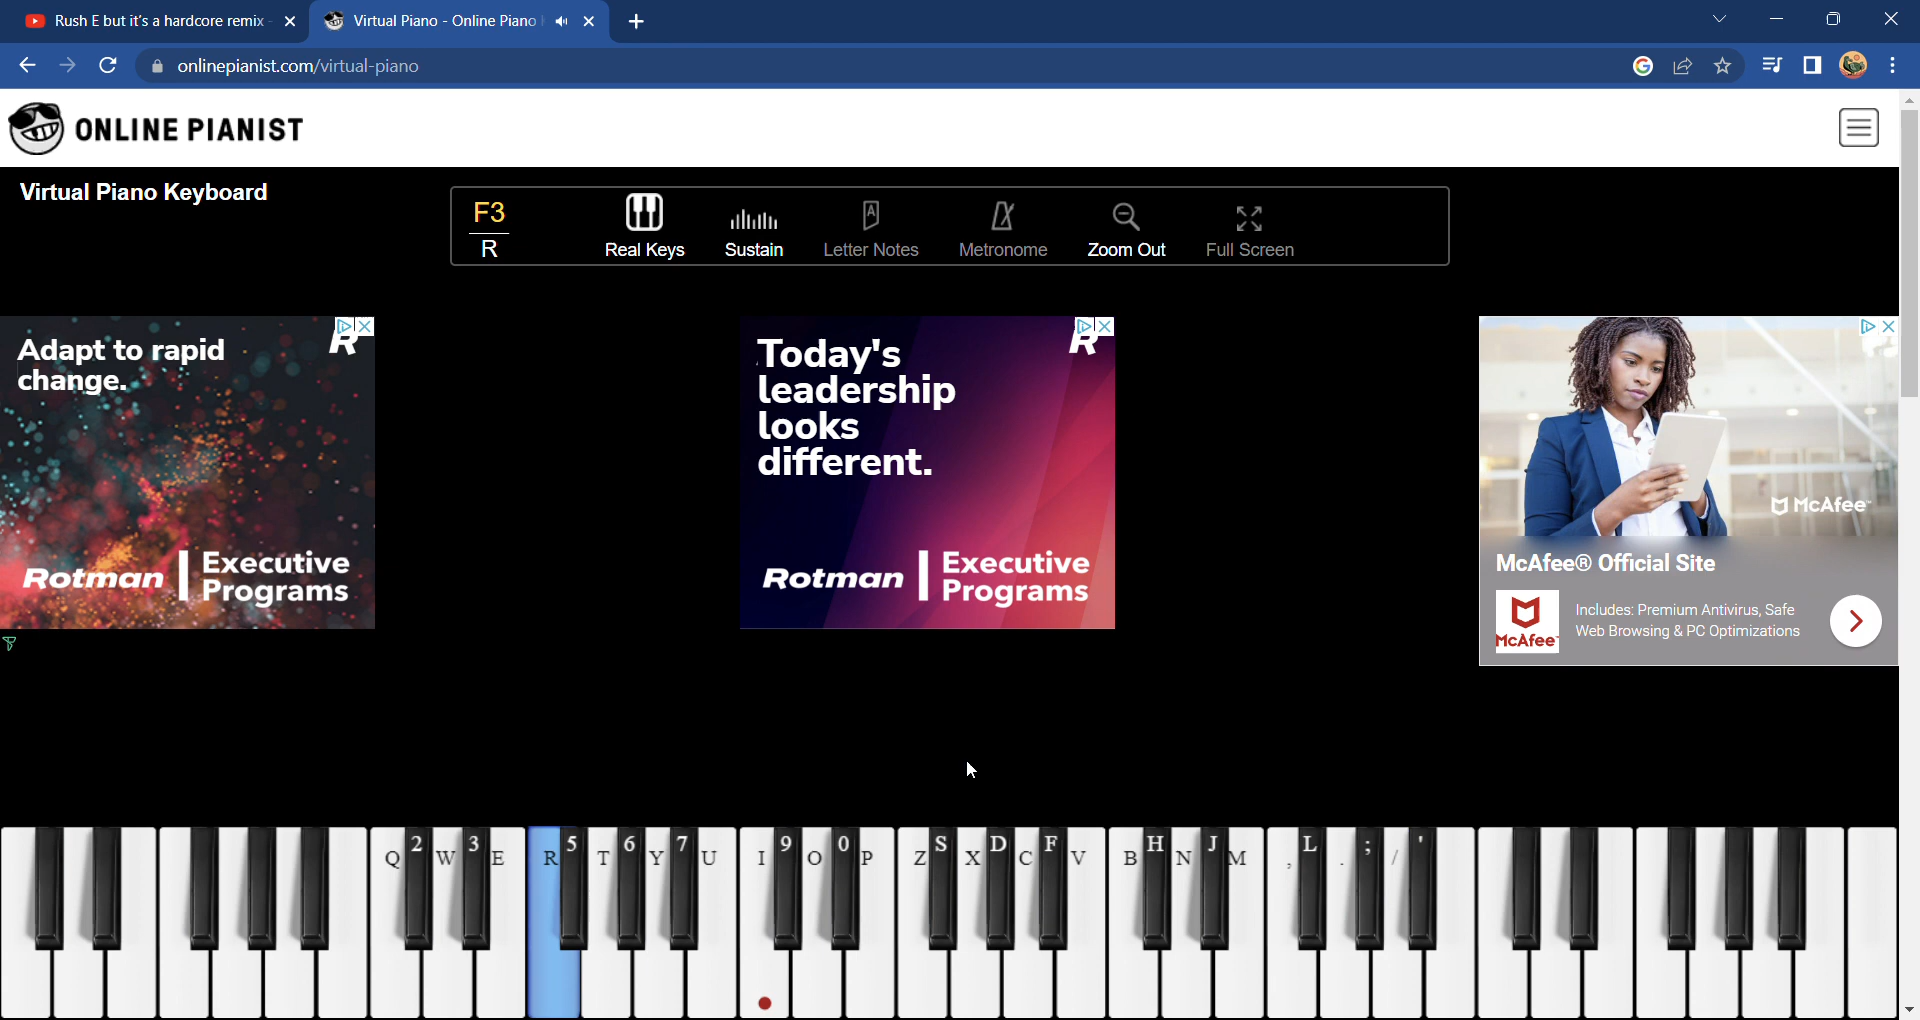 Rush E but it's a hardcore remix -
Virtual Piano - Online Piano
onlinepianist.com/virtual-piano
ONLINE PIANIST
Virtual Piano Keyboard
F3
R
Real Keys
Sustain
Letter Notes
Metronome
Zoom Out
Full Screen
Adapt to rapid
change.
R
Rotman | Executive
Programs
Today's
leadership
looks
different.
R
Rotman | Executive
Programs
McAfee
McAfee® Official Site
McAfee
Includes: Premium Antivirus, Safe
Web Browsing & PC Optimizations
2 3 5 6 7 9 0 S D F H J L ; '
Q W E R T Y U I O P Z X C V B N M , . /